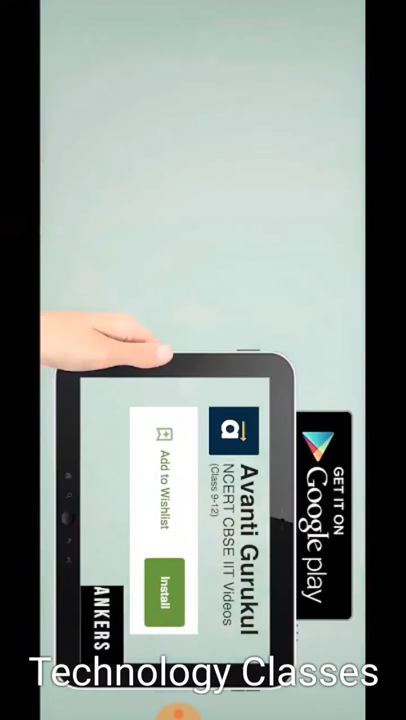 GET IT ON
Google play
a
Avanti Gurukul
NCERT CBSE IIT Videos
(Class 9-12)
Add to Wishlist
Install
ANKERS
Technology Classes